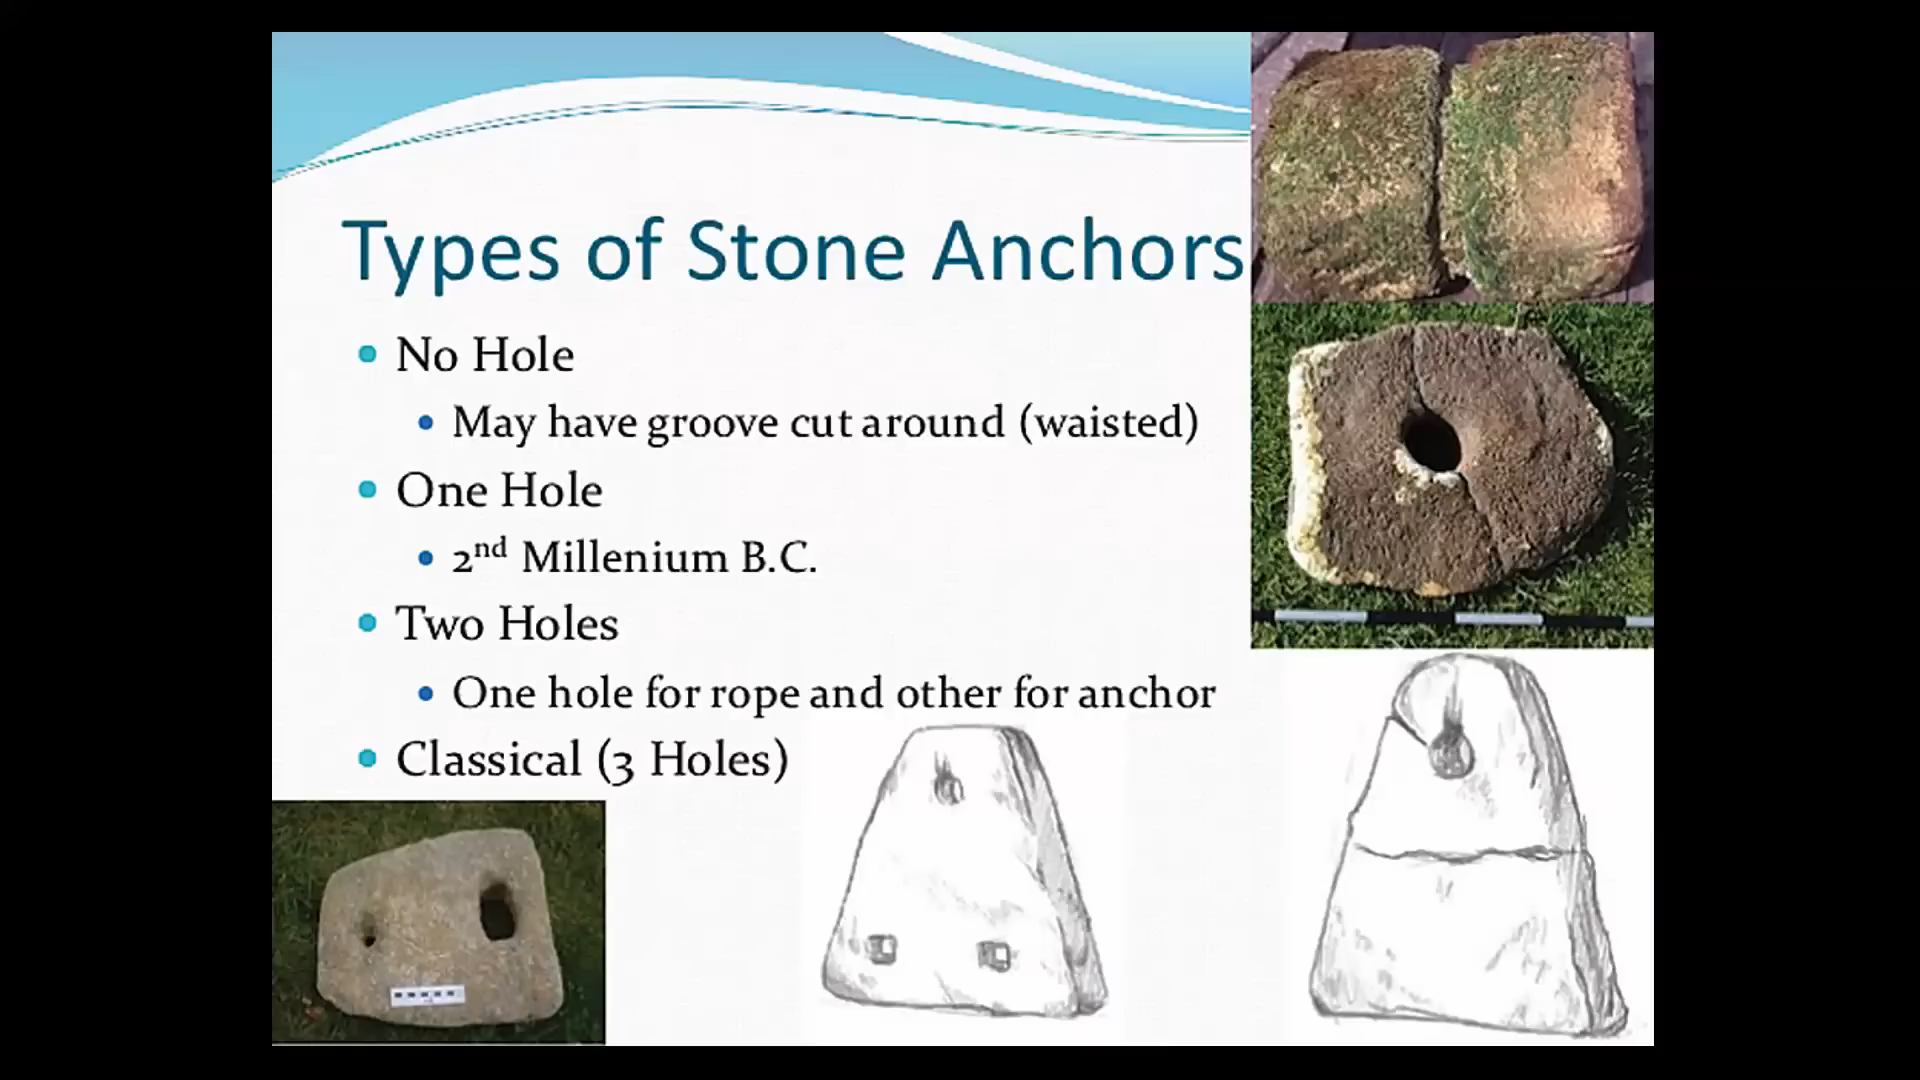 Types of Stone Anchors
No Hole
May have groove cut around (waisted)
One Hole
2nd Millenium B.C.
Two Holes
One hole for rope and other for anchor
Classical (3 Holes)